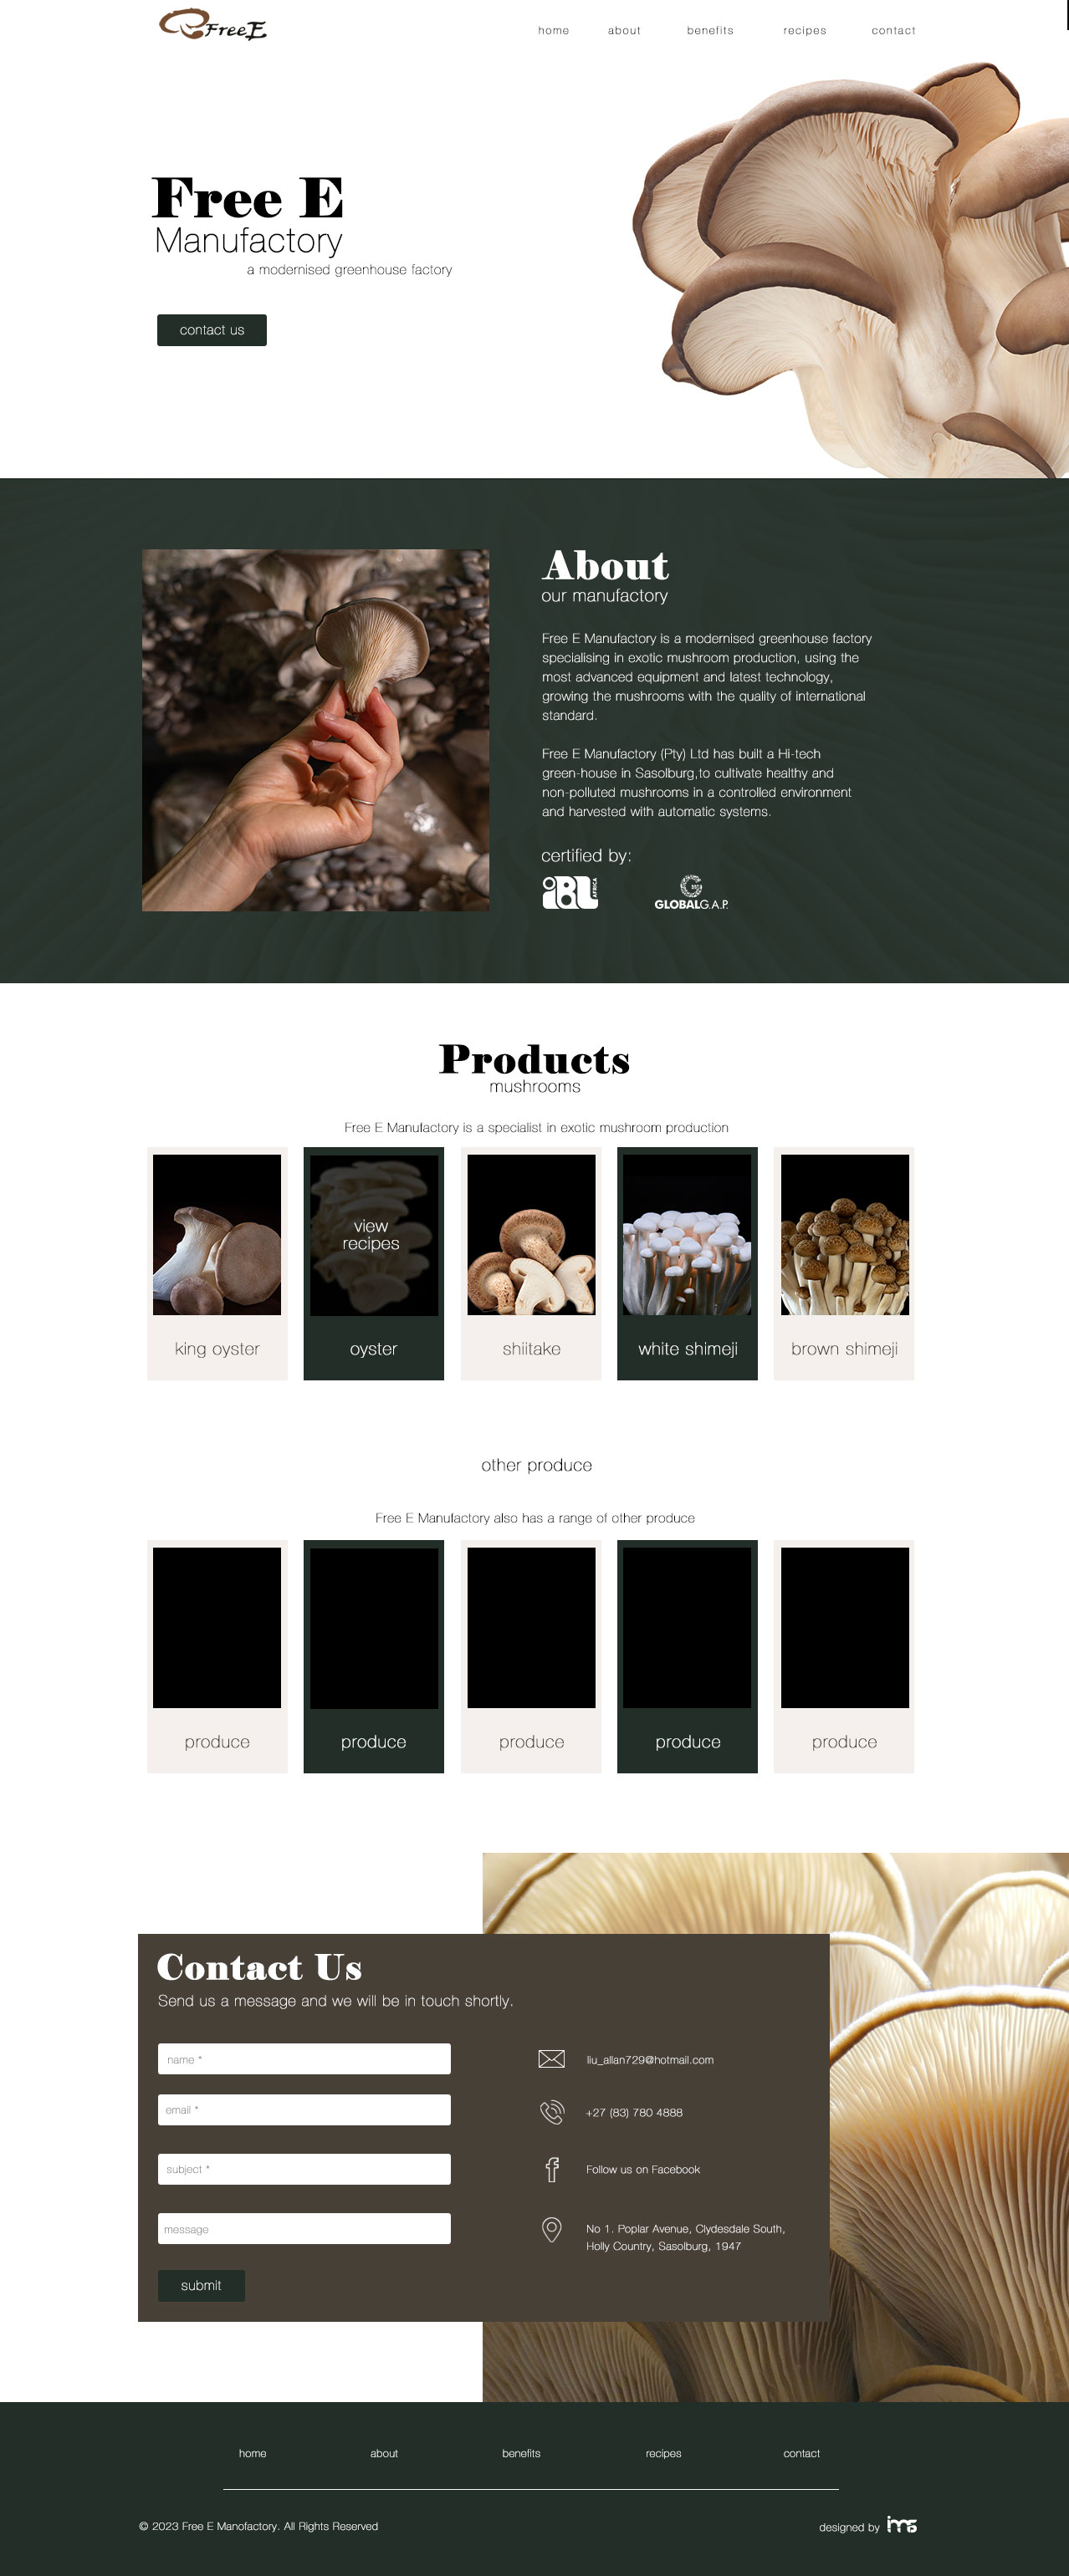 FreeE
home about benefits recipes contact
Free E
Manufactory
a modernised greenhouse factory
contact us
About
our manufactory
Free E Manufactory is a modernised greenhouse factory
specialising in exotic mushroom production, using the
most advanced equipment and latest technology,
growing the mushrooms with the quality of international
standard.
Free E Manufactory (Pty) Ltd has built a Hi-tech
green-house in Sasolburg,to cultivate healthy and
non-polluted mushrooms in a controlled environment
and harvested with automatic systems.
certified by:
AFRICA
GLOBALG.A.P.
Products
mushrooms
Free E Manufactory is a specialist in exotic mushroom production
view
recipes
king oyster
oyster
shiitake
white shimeji
brown shimeji
other produce
Free E Manufactory also has a range of other produce
produce
produce
produce
produce
produce
Contact Us
Send us a message and we will be in touch shortly.
name *
email *
subject *
message
submit
liu_allan729@hotmail.com
+27 (83) 780 4888
Follow us on Facebook
No 1. Poplar Avenue, Clydesdale South,
Holly Country, Sasolburg, 1947
home about benefits recipes contact
© 2023 Free E Manofactory. All Rights Reserved
designed by